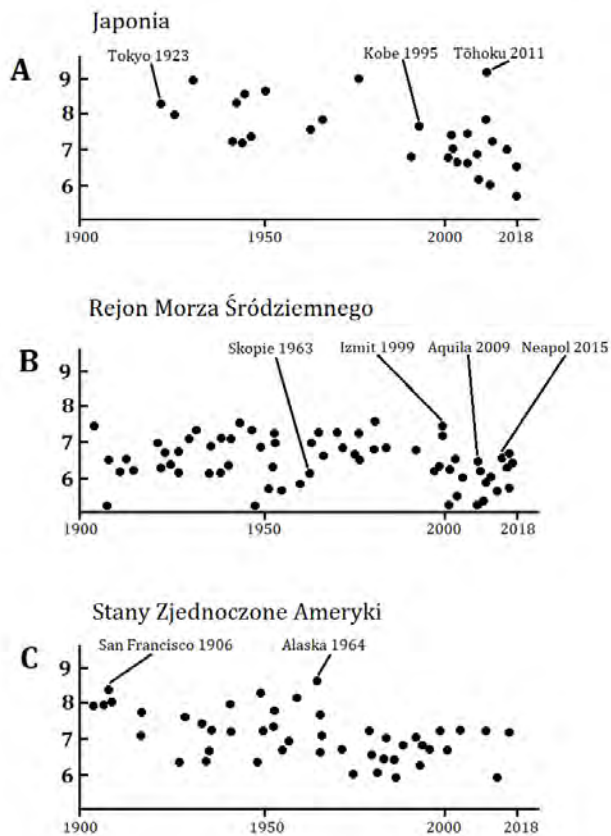 Japonia
A
Tokyo 1923 Kobe 1995 Tōhoku 2011
9
8
7
6
1900 1950 2000 2018
Rejon Morza Śródziemnego
B
Skopie 1963 Izmit 1999 Aquila 2009 Neapol 2015
9
8
7
6
1900 1950 2000 2018
Stany Zjednoczone Ameryki
C
San Francisco 1906 Alaska 1964
9
8
7
6
1900 1950 2000 2018